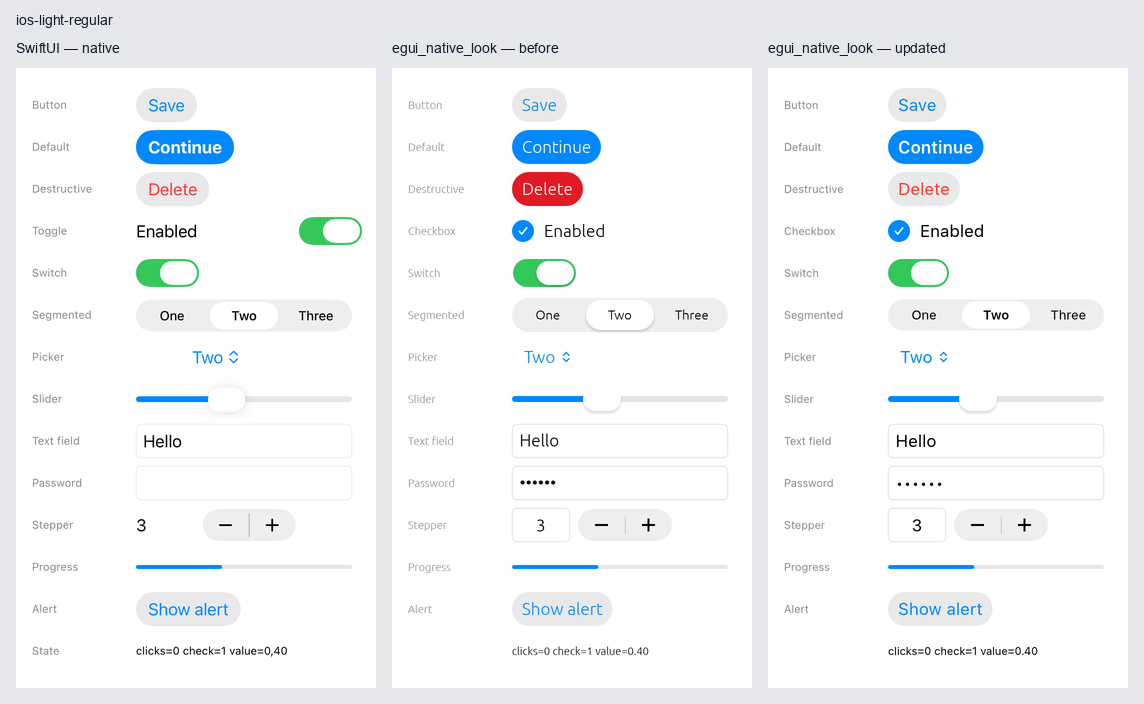 ios-light-regular
SwiftUI — native
Button Save
Default Continue
Destructive Delete
Toggle Enabled
Switch
Segmented One Two Three
Picker Two
Slider
Text field Hello
Password
Stepper 3 − +
Progress
Alert Show alert
State clicks=0 check=1 value=0,40
egui_native_look — before
Button Save
Default Continue
Destructive Delete
Checkbox Enabled
Switch
Segmented One Two Three
Picker Two
Slider
Text field Hello
Password ••••••
Stepper 3 − +
Progress
Alert Show alert
clicks=0 check=1 value=0.40
egui_native_look — updated
Button Save
Default Continue
Destructive Delete
Checkbox Enabled
Switch
Segmented One Two Three
Picker Two
Slider
Text field Hello
Password ••••••
Stepper 3 − +
Progress
Alert Show alert
clicks=0 check=1 value=0.40